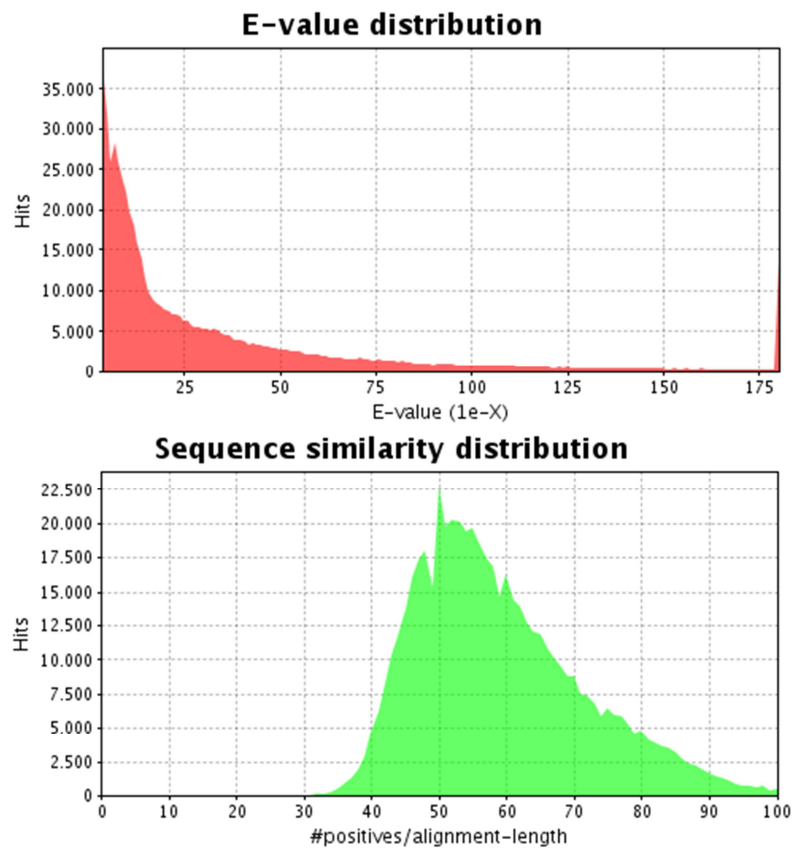 E-value distribution
35.000
30.000
25.000
20.000
15.000
10.000
5.000
0
Hits
25 50 75 100 125 150 175
E-value (1e-X)
Sequence similarity distribution
22.500
20.000
17.500
15.000
12.500
10.000
7.500
5.000
2.500
0
Hits
0 10 20 30 40 50 60 70 80 90 100
#positives/alignment-length